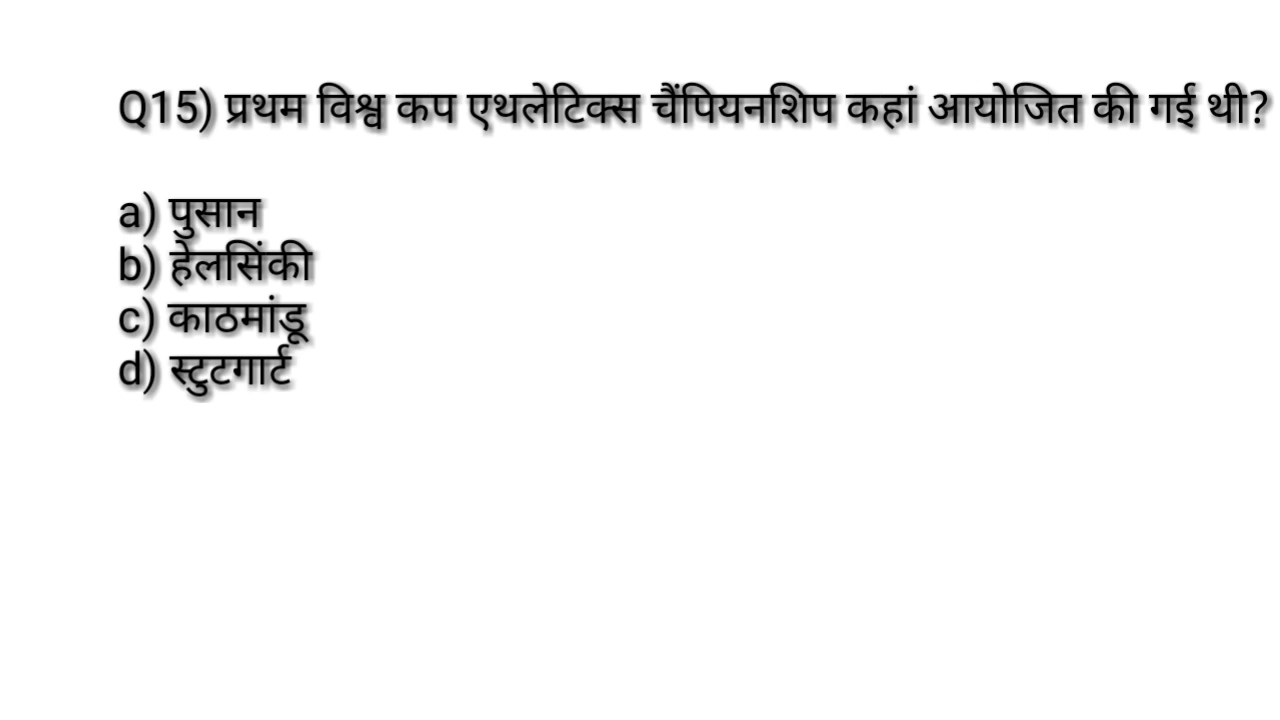 Q15) प्रथम विश्व कप एथलेटिक्स चैंपियनशिप कहां आयोजित की गई थी?
a) पुसान
b) हेलसिंकी
c) काठमांडू
d) स्टुटगार्ट